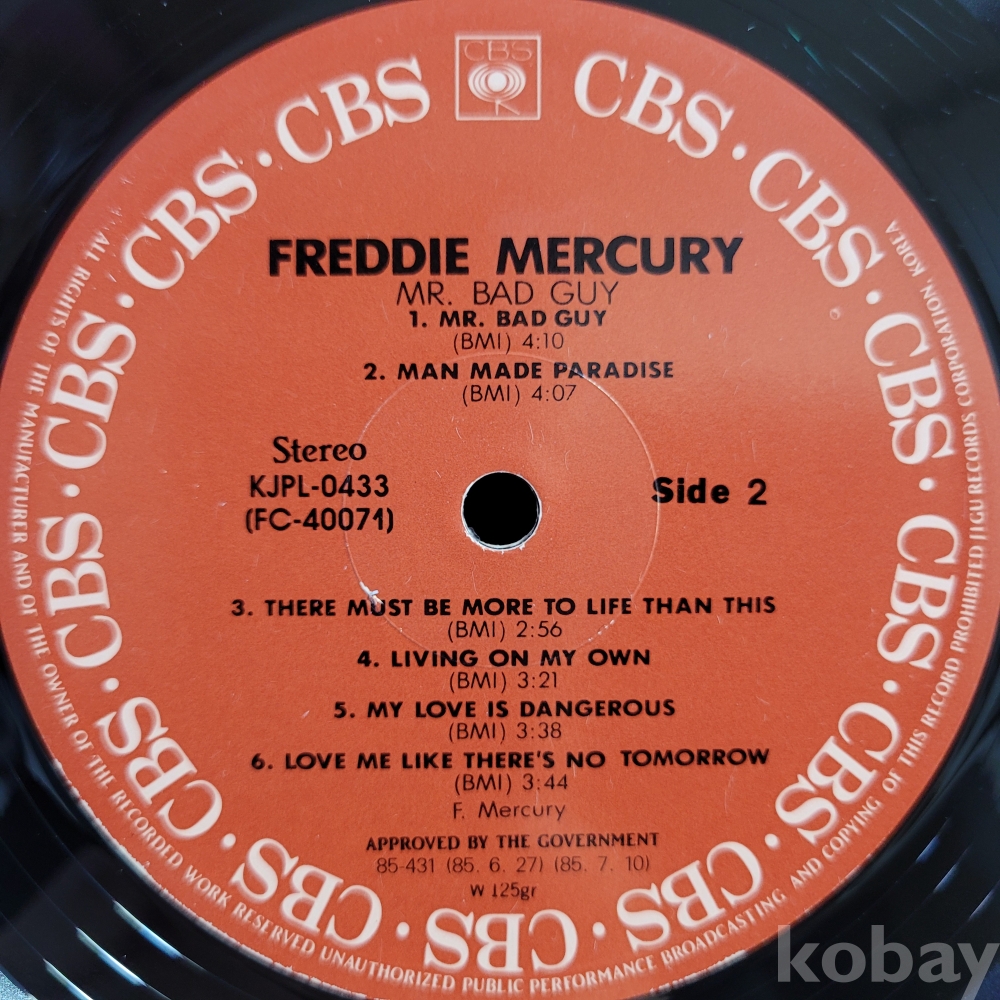 CBS
CBS · CBS · CBS · CBS · CBS · CBS · CBS · CBS · CBS · CBS · CBS · CBS · CBS
FREDDIE MERCURY
MR. BAD GUY
1. MR. BAD GUY
(BMI) 4:10
2. MAN MADE PARADISE
(BMI) 4:07
Stereo
KJPL-0433
(FC-40071)
Side 2
3. THERE MUST BE MORE TO LIFE THAN THIS
(BMI) 2:56
4. LIVING ON MY OWN
(BMI) 3:21
5. MY LOVE IS DANGEROUS
(BMI) 3:38
6. LOVE ME LIKE THERE'S NO TOMORROW
(BMI) 3:44
F. Mercury
APPROVED BY THE GOVERNMENT
85-431 (85. 6. 27) (85. 7. 10)
W 125gr
ALL RIGHTS OF THE MANUFACTURER AND OF THE OWNER OF THE RECORDED WORK RESERVED UNAUTHORIZED PUBLIC PERFORMANCE BROADCASTING AND COPYING OF THIS RECORD PROHIBITED JIGU RECORDS CORPORATION, KOREA
kobay